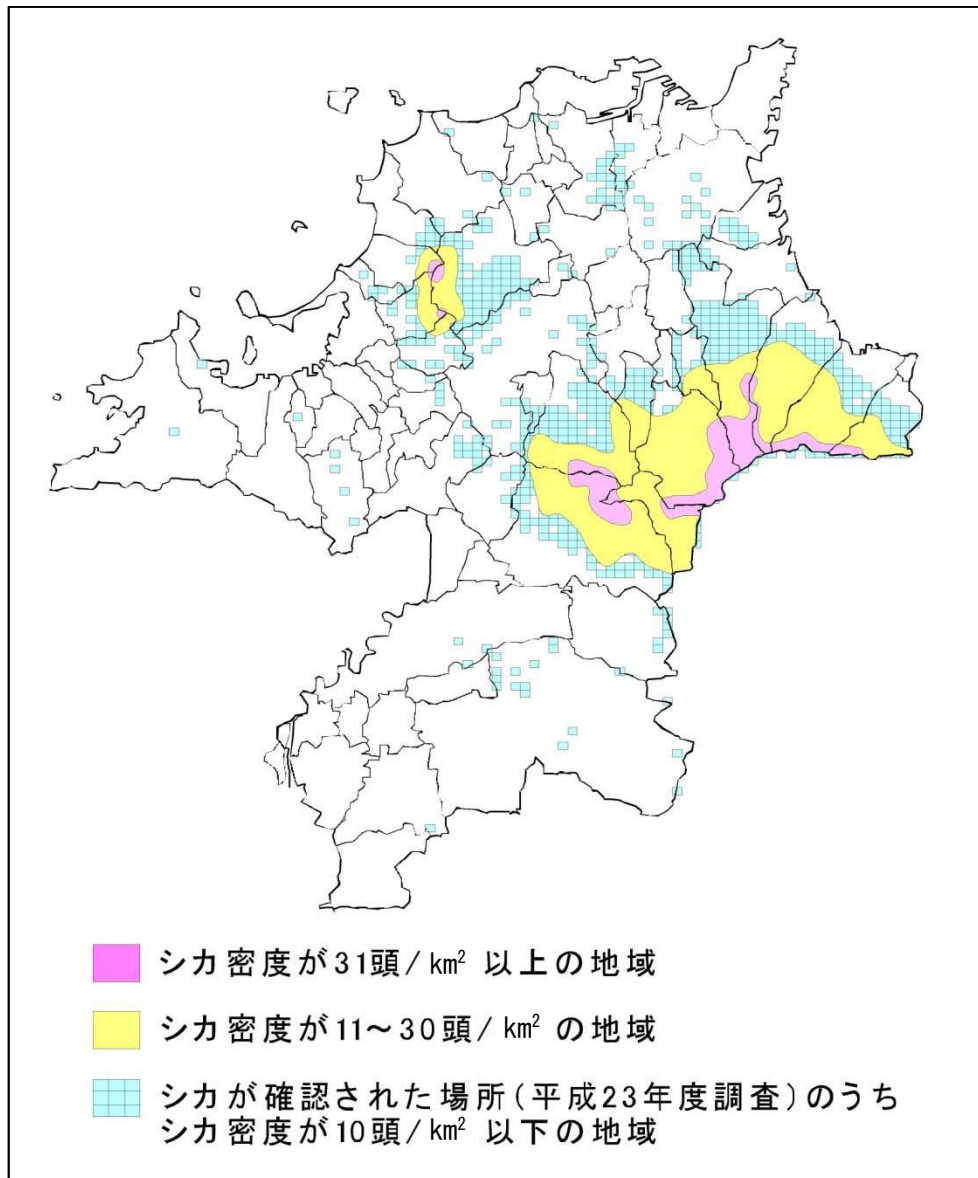 シカ密度が31頭/㎢ 以上の地域
シカ密度が11～30頭/㎢ の地域
シカが確認された場所(平成23年度調査)のうち
シカ密度が10頭/㎢ 以下の地域